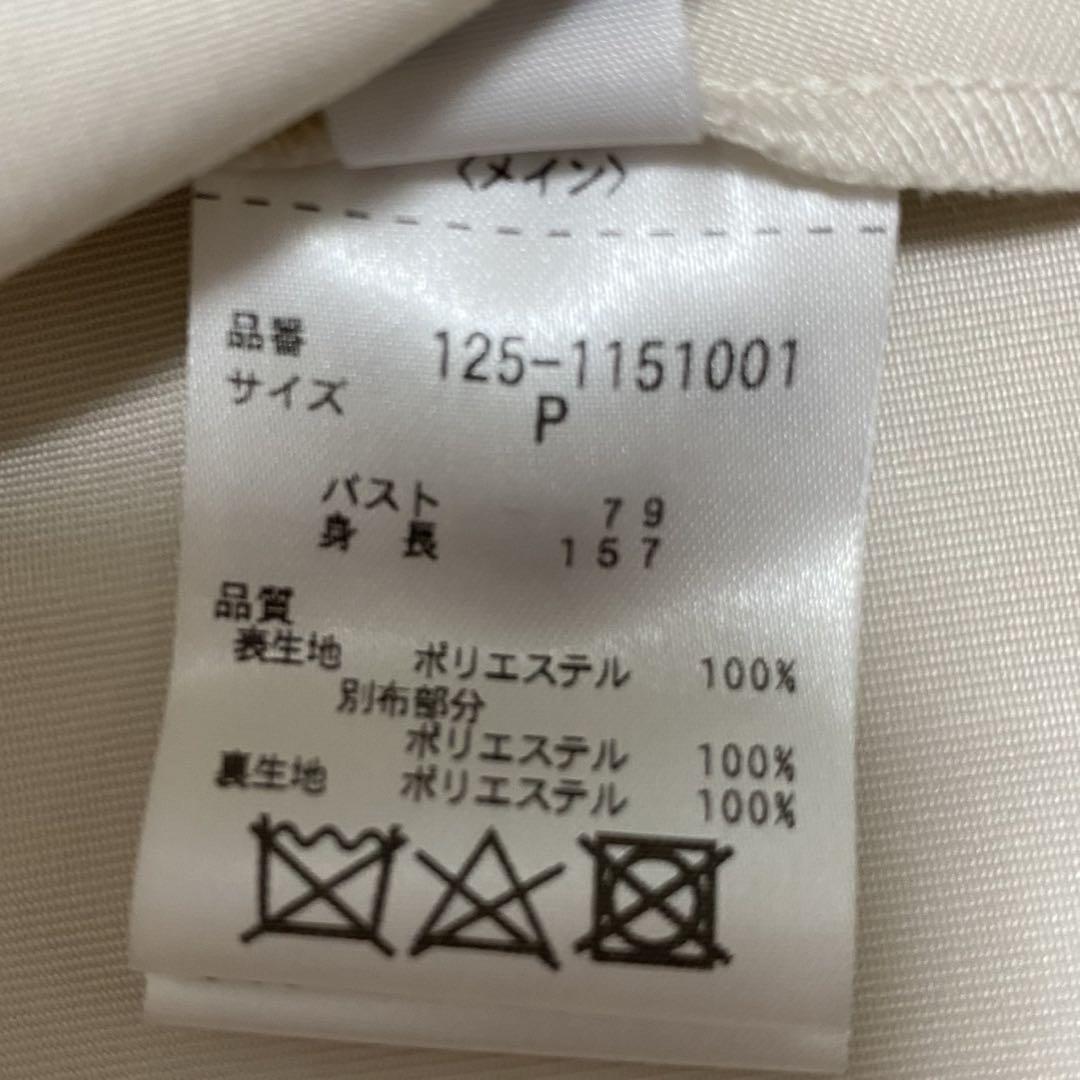 〈メイン〉
品番 125-1151001
サイズ P
バスト 79
身長 157
品質
表生地 ポリエステル 100%
別布部分
ポリエステル 100%
裏生地 ポリエステル 100%